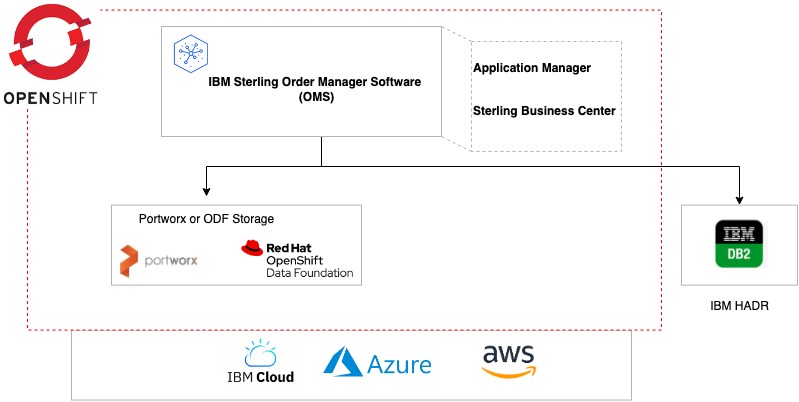 OPENSHIFT
IBM Sterling Order Manager Software
(OMS)
Application Manager
Sterling Business Center
Portworx or ODF Storage
portworx
Red Hat
OpenShift
Data Foundation
IBM
DB2
IBM HADR
IBM Cloud
Azure
aws